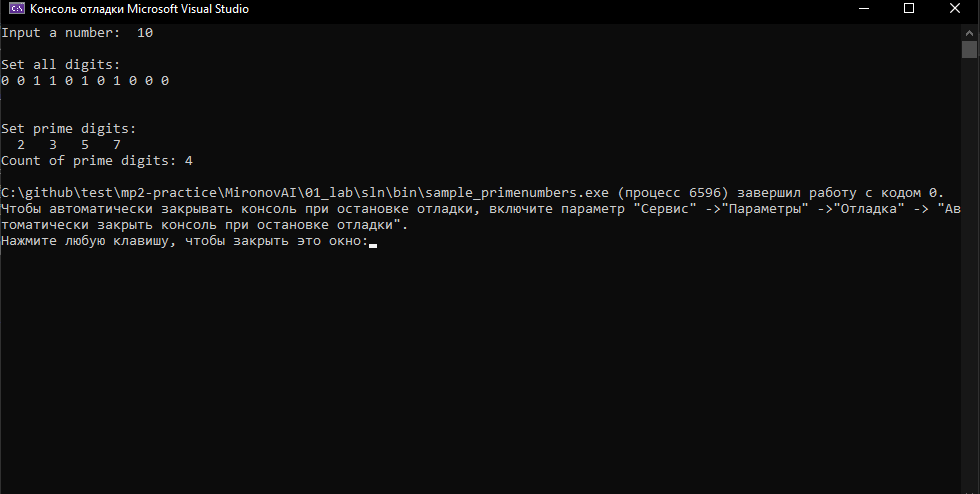 Консоль отладки Microsoft Visual Studio
Input a number:  10
Set all digits:
0 0 1 1 0 1 0 1 0 0 0
Set prime digits:
  2   3   5   7
Count of prime digits: 4
C:\github\test\mp2-practice\MironovAI\01_lab\sln\bin\sample_primenumbers.exe (процесс 6596) завершил работу с кодом 0.
Чтобы автоматически закрывать консоль при остановке отладки, включите параметр "Сервис" ->"Параметры" ->"Отладка" -> "Ав
томатически закрыть консоль при остановке отладки".
Нажмите любую клавишу, чтобы закрыть это окно: